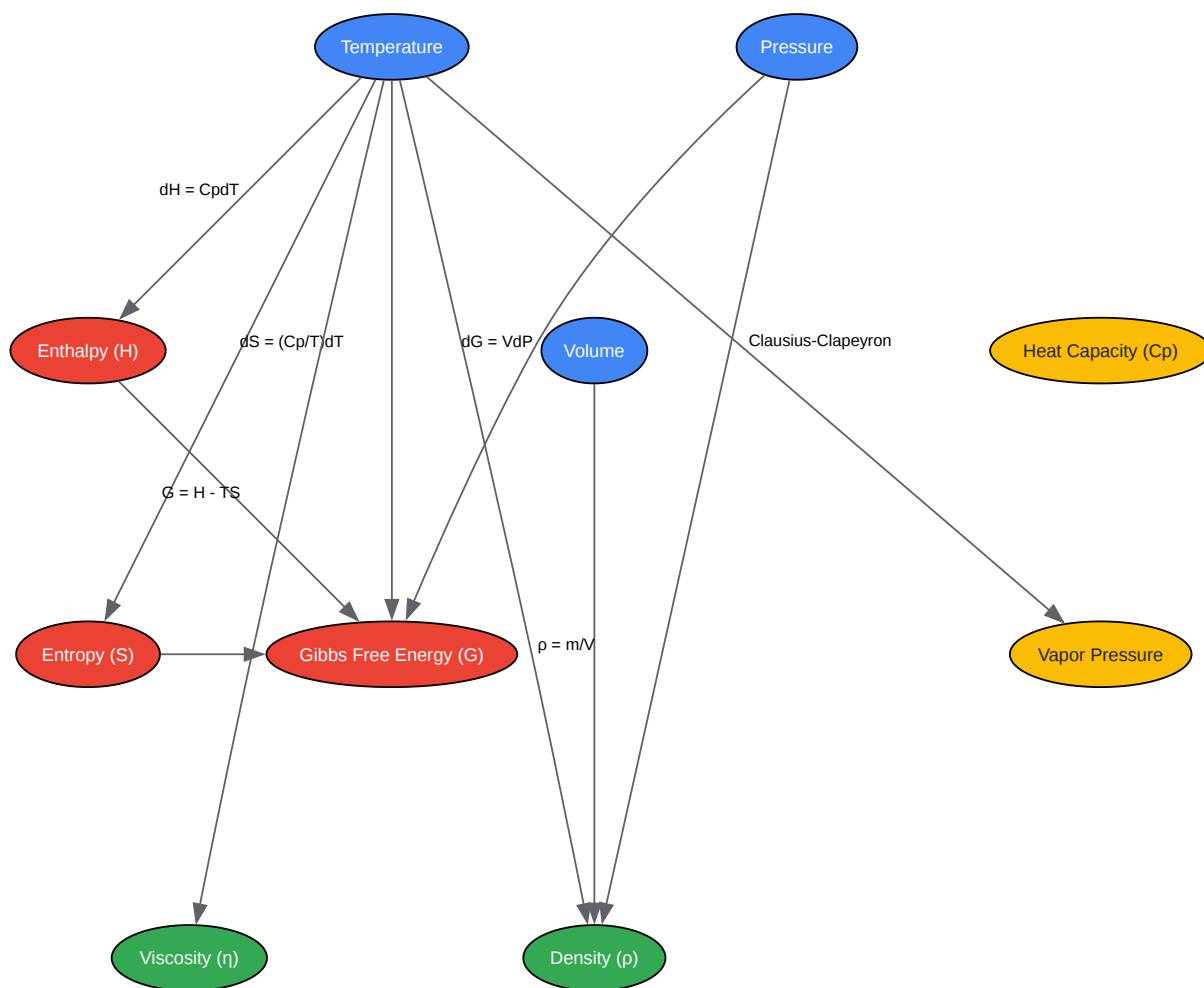 Temperature
Pressure
dH = CpdT
Enthalpy (H)
dS = (Cp/T)dT
dG = VdP
Volume
Clausius-Clapeyron
Heat Capacity (Cp)
G = H - TS
Entropy (S)
Gibbs Free Energy (G)
ρ = m/V
Vapor Pressure
Viscosity (η)
Density (ρ)